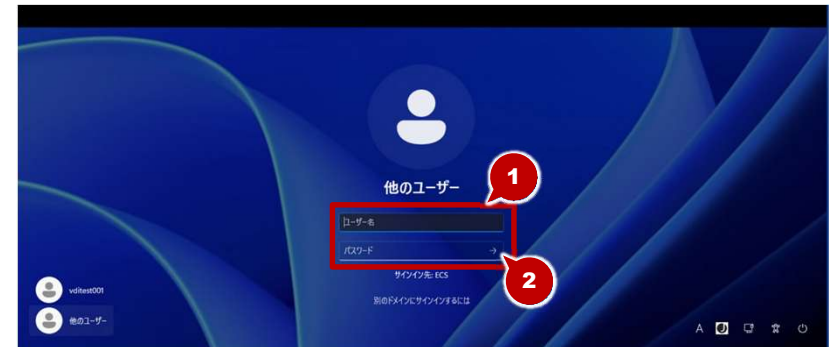 他のユーザー
1
ユーザー名
パスワード
2
サインイン先: ECS
別のドメインにサインインするには
vditest001
他のユーザー
A